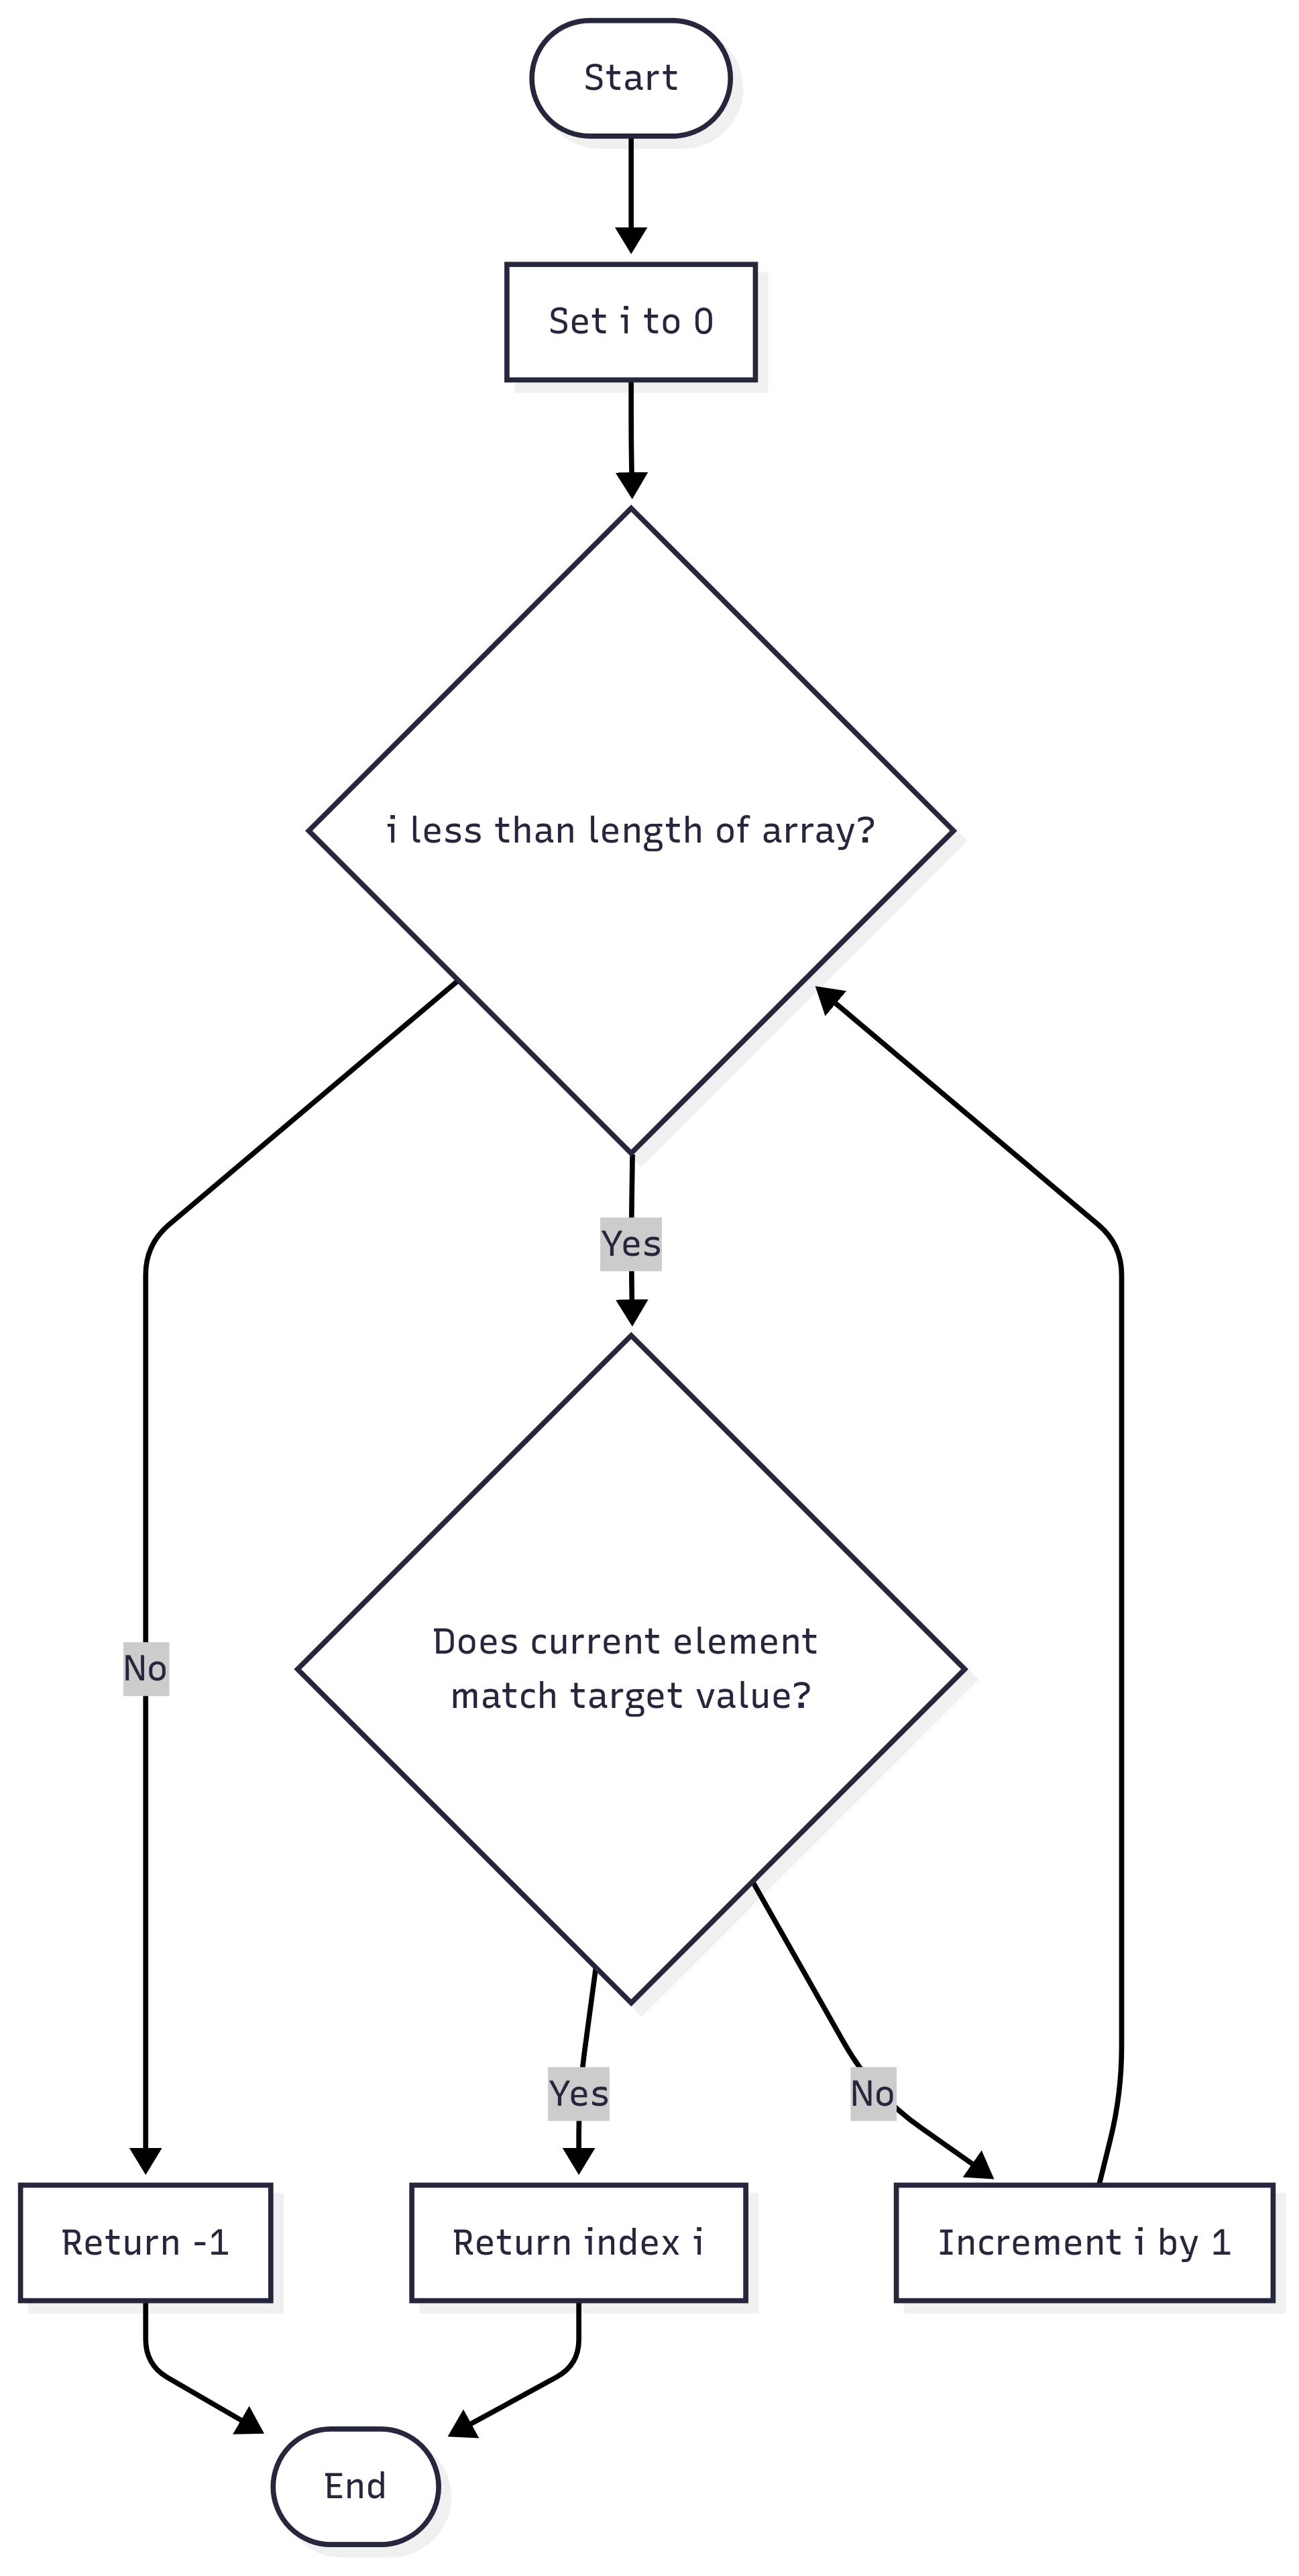 Start
Set i to 0
i less than length of array?
Yes
Does current element
match target value?
No
Yes
No
Return -1
Return index i
Increment i by 1
End